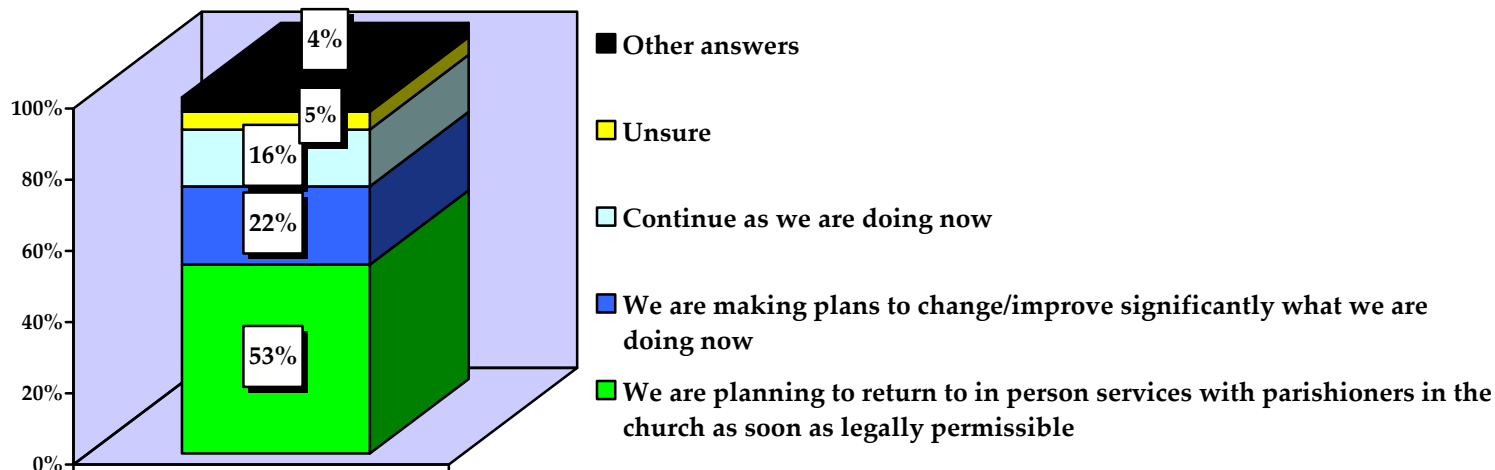 4%
Other answers
100%
5%
Unsure
16%
80%
22%
Continue as we are doing now
60%
We are making plans to change/improve significantly what we are
doing now
40%
53%
20%
We are planning to return to in person services with parishioners in the
church as soon as legally permissible
0%